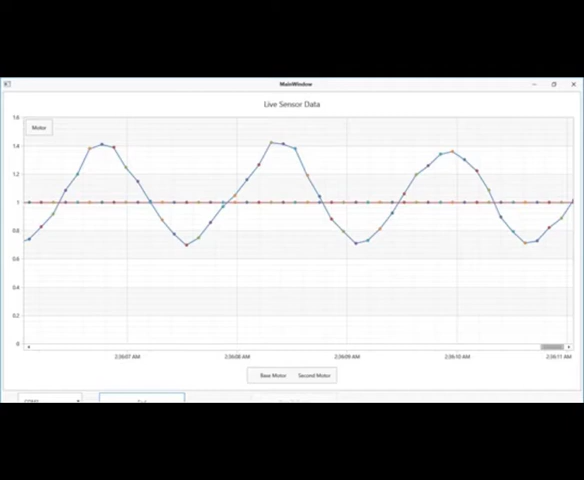 MainWindow
Live Sensor Data
1.6
Motor
1.4
1.2
1
0.8
0.6
0.4
0.2
0
2:36:07 AM 2:36:08 AM 2:36:09 AM 2:36:10 AM 2:36:11 AM
Base Motor Second Motor